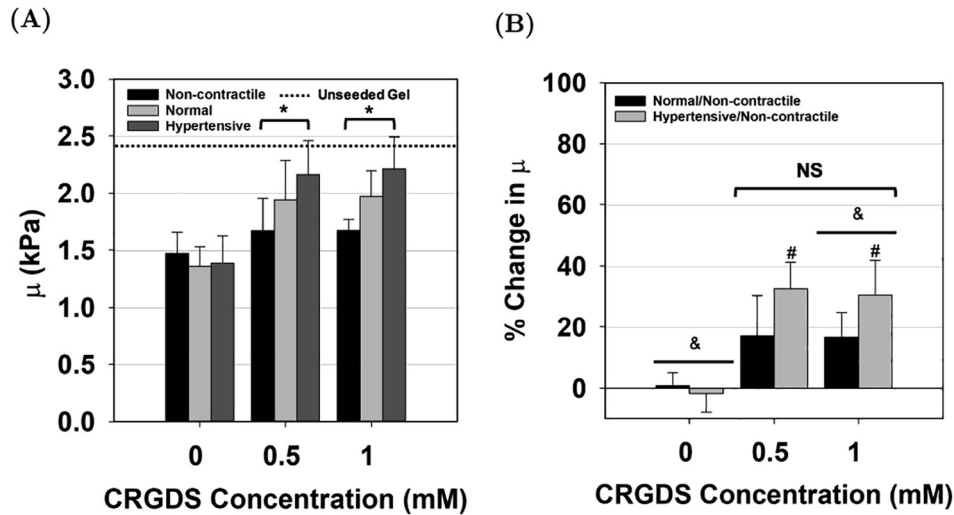 (A)
3.0
2.5
2.0
1.5
1.0
0.5
0.0
μ (kPa)
Non-contractile
Normal
Hypertensive
Unseeded Gel
*
*
0
0.5
1
CRGDS Concentration (mM)
(B)
100
80
60
40
20
0
% Change in μ
Normal/Non-contractile
Hypertensive/Non-contractile
NS
&
&
#
#
0
0.5
1
CRGDS Concentration (mM)